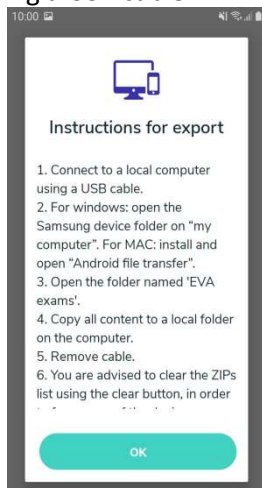 10:00
Instructions for export
1. Connect to a local computer
using a USB cable.
2. For windows: open the
Samsung device folder on "my
computer". For MAC: install and
open "Android file transfer".
3. Open the folder named 'EVA
exams'.
4. Copy all content to a local folder
on the computer.
5. Remove cable.
6. You are advised to clear the ZIPs
list using the clear button, in order
OK